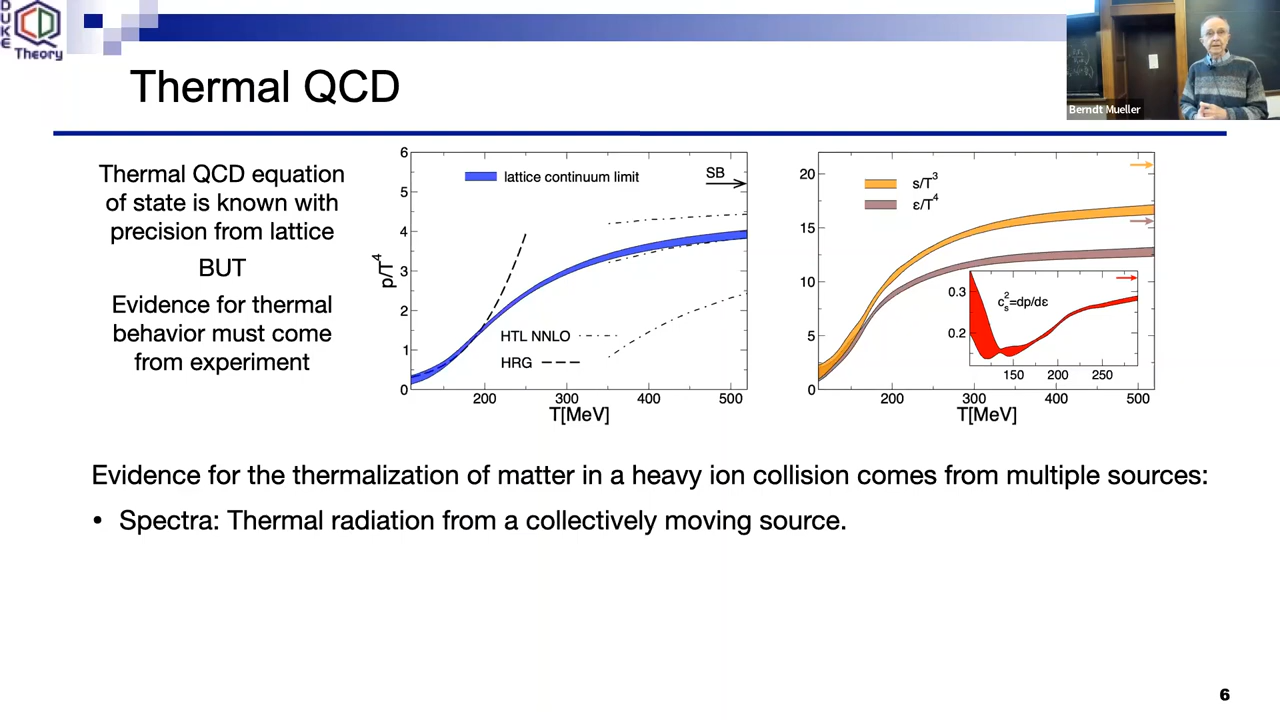 DUKE
CQD
Theory
Thermal QCD
Berndt Mueller
Thermal QCD equation
of state is known with
precision from lattice
BUT
Evidence for thermal
behavior must come
from experiment
6
5
4
3
2
1
0
p/T⁴
lattice continuum limit
SB
HTL NNLO
HRG
200 300 400 500
T[MeV]
20
15
10
5
0
s/T³
ε/T⁴
0.3
0.2
c²ₛ=dp/dε
150 200 250
200 300 400 500
T[MeV]
Evidence for the thermalization of matter in a heavy ion collision comes from multiple sources:
• Spectra: Thermal radiation from a collectively moving source.
6